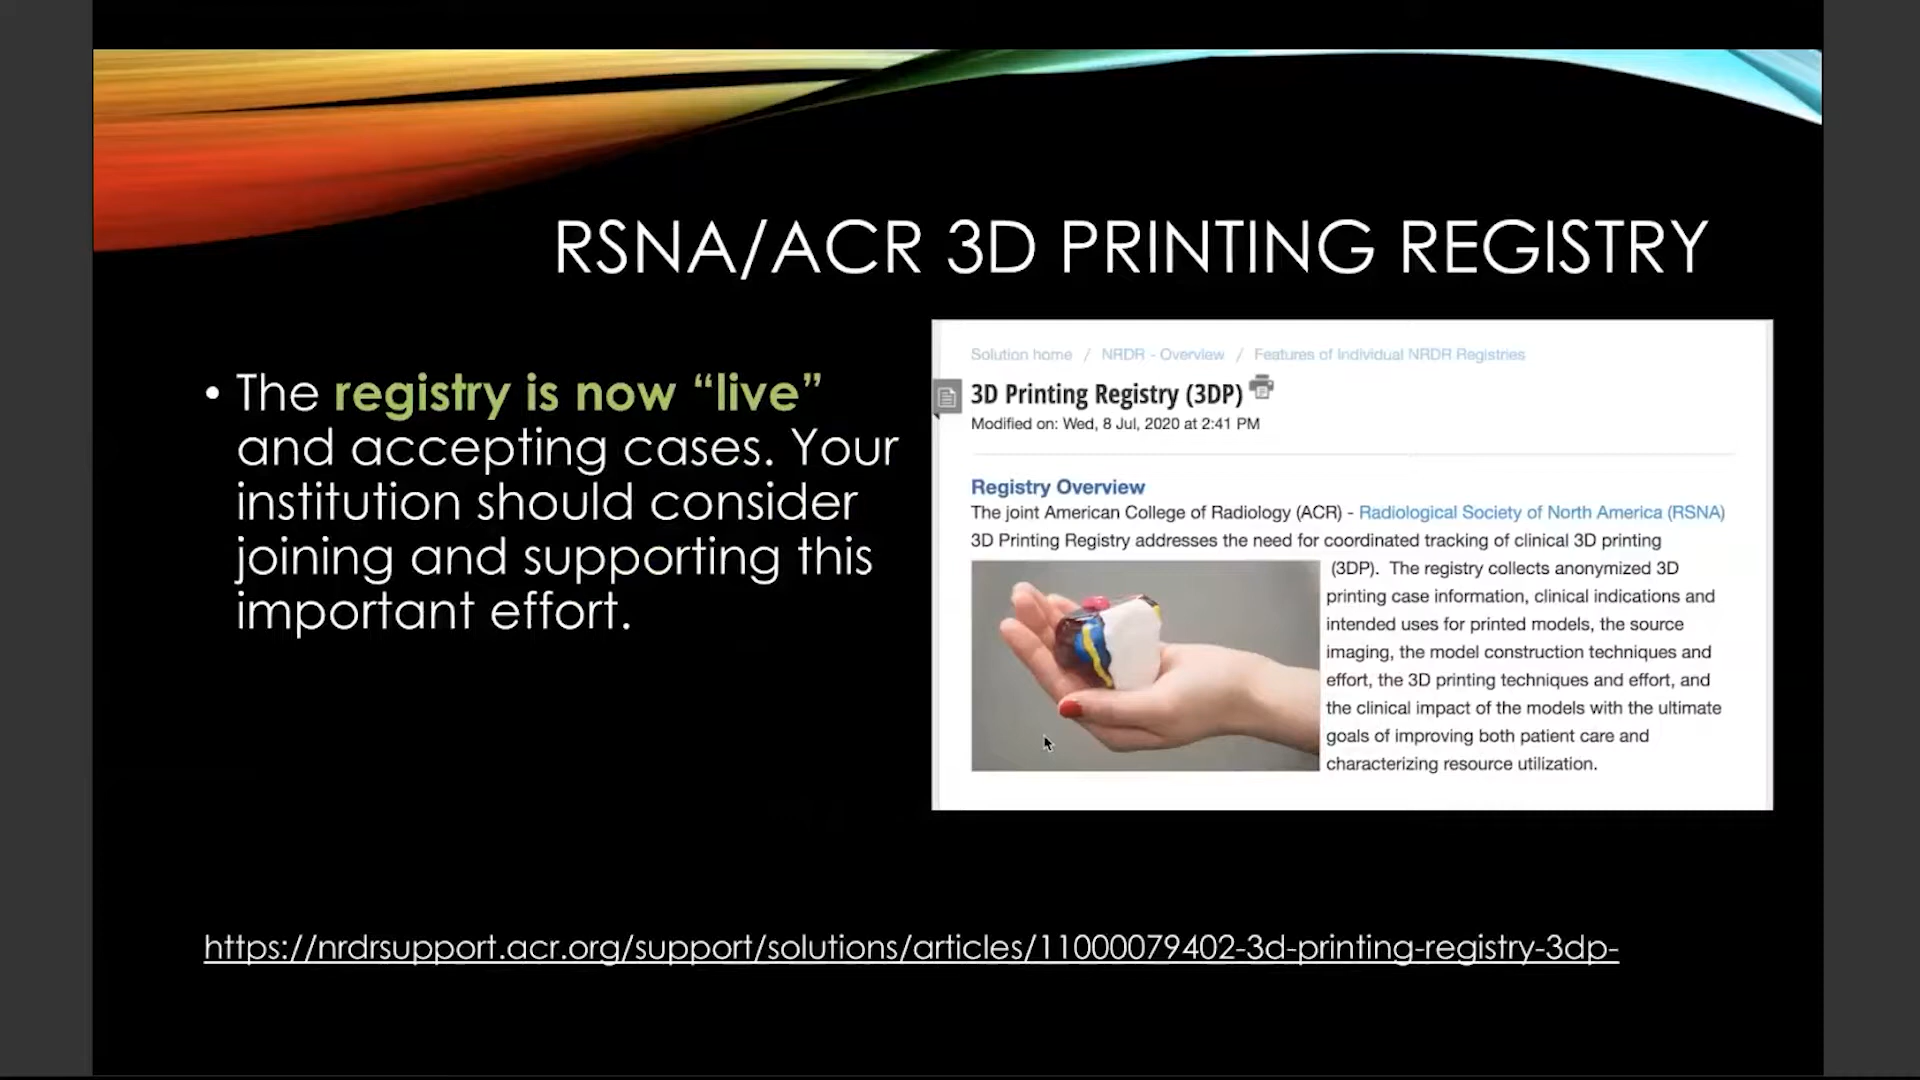 RSNA/ACR 3D PRINTING REGISTRY
• The registry is now “live”
and accepting cases. Your
institution should consider
joining and supporting this
important effort.
Solution home / NRDR - Overview / Features of Individual NRDR Registries
3D Printing Registry (3DP)
Modified on: Wed, 8 Jul, 2020 at 2:41 PM
Registry Overview
The joint American College of Radiology (ACR) - Radiological Society of North America (RSNA)
3D Printing Registry addresses the need for coordinated tracking of clinical 3D printing
(3DP). The registry collects anonymized 3D
printing case information, clinical indications and
intended uses for printed models, the source
imaging, the model construction techniques and
effort, the 3D printing techniques and effort, and
the clinical impact of the models with the ultimate
goals of improving both patient care and
characterizing resource utilization.
https://nrdrsupport.acr.org/support/solutions/articles/11000079402-3d-printing-registry-3dp-